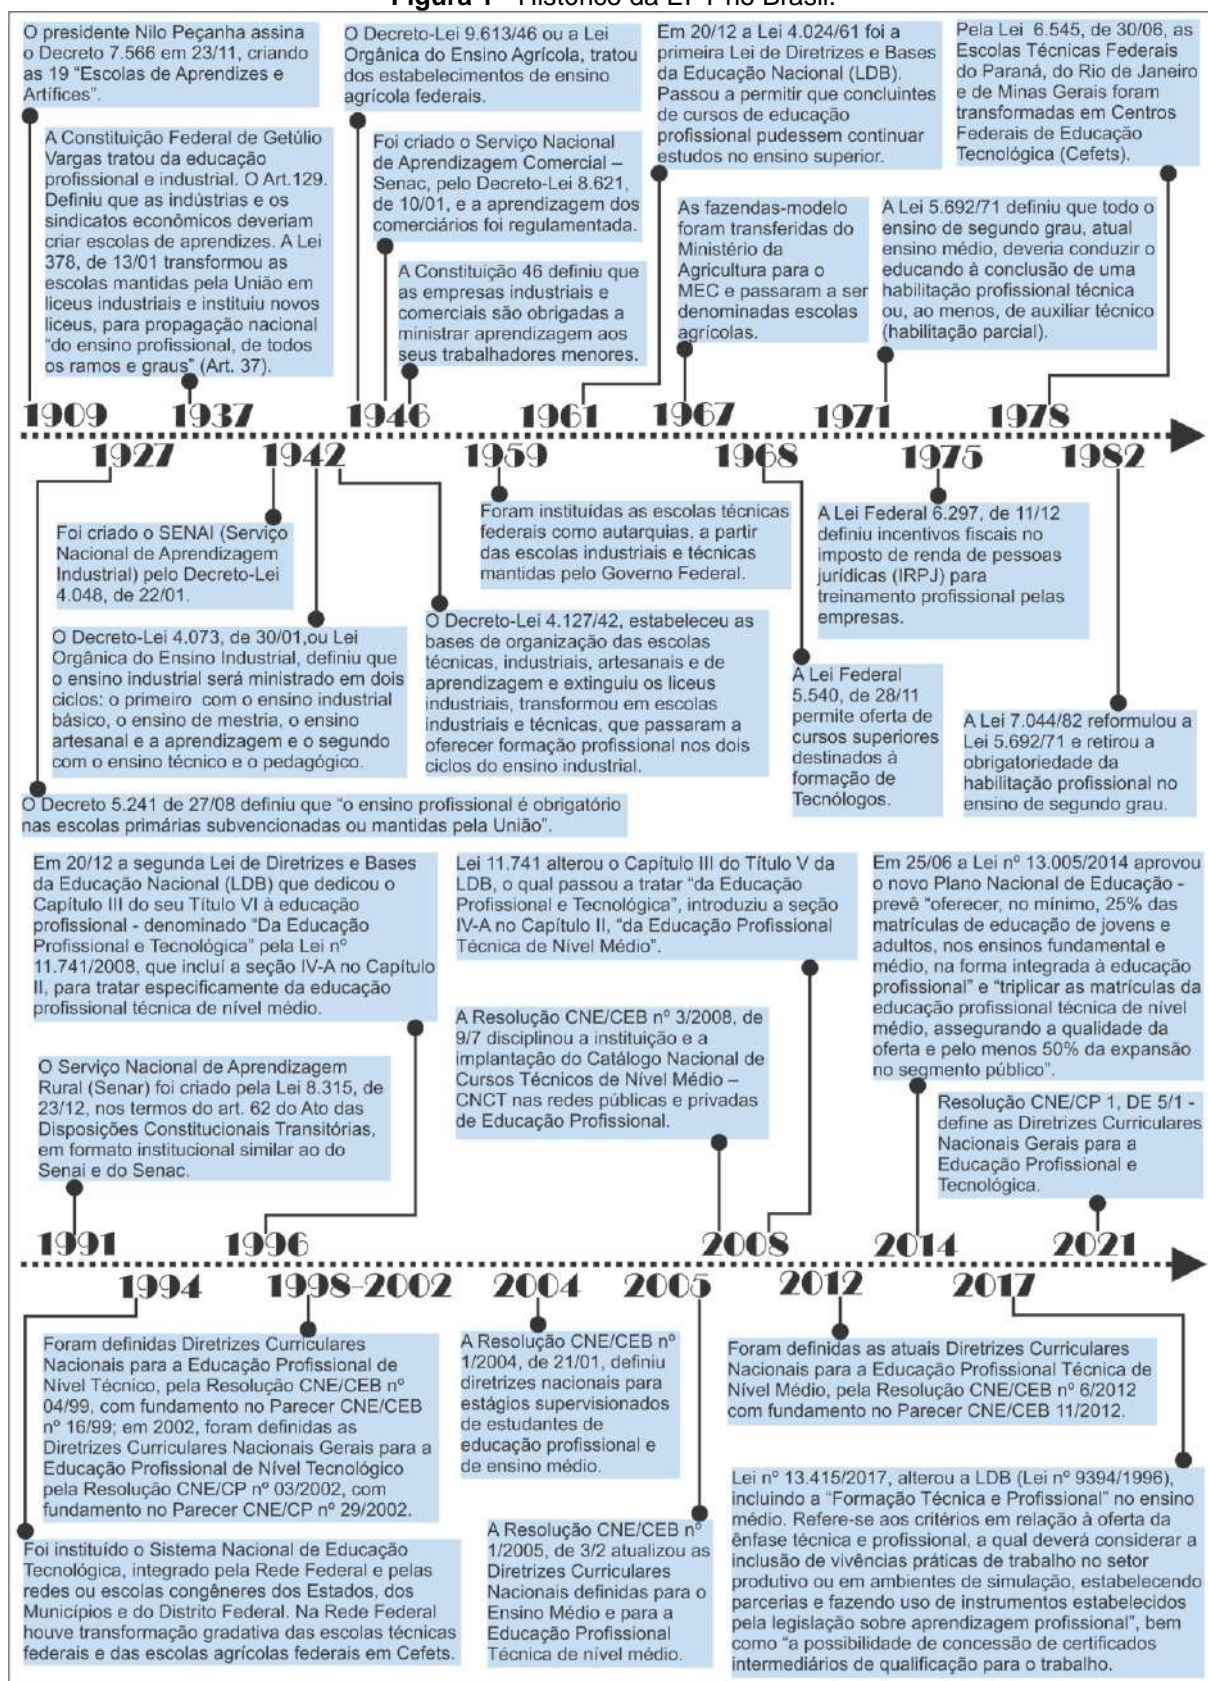 Figura 1 - Histórico da EPT no Brasil.
O presidente Nilo Peçanha assina
o Decreto 7.566 em 23/11, criando
as 19 “Escolas de Aprendizes e
Artífices”.
A Constituição Federal de Getúlio
Vargas tratou da educação
profissional e industrial. O Art.129.
Definiu que as indústrias e os
sindicatos econômicos deveriam
criar escolas de aprendizes. A Lei
378, de 13/01 transformou as
escolas mantidas pela União em
liceus industriais e instituiu novos
liceus, para propagação nacional
“do ensino profissional, de todos
os ramos e graus” (Art. 37).
O Decreto-Lei 9.613/46 ou a Lei
Orgânica do Ensino Agrícola, tratou
dos estabelecimentos de ensino
agrícola federais.
Foi criado o Serviço Nacional
de Aprendizagem Comercial –
Senac, pelo Decreto-Lei 8.621,
de 10/01, e a aprendizagem dos
comerciários foi regulamentada.
A Constituição 46 definiu que
as empresas industriais e
comerciais são obrigadas a
ministrar aprendizagem aos
seus trabalhadores menores.
Em 20/12 a Lei 4.024/61 foi a
primeira Lei de Diretrizes e Bases
da Educação Nacional (LDB).
Passou a permitir que concluintes
de cursos de educação
profissional pudessem continuar
estudos no ensino superior.
As fazendas-modelo
foram transferidas do
Ministério da
Agricultura para o
MEC e passaram a ser
denominadas escolas
agrícolas.
Pela Lei 6.545, de 30/06, as
Escolas Técnicas Federais
do Paraná, do Rio de Janeiro
e de Minas Gerais foram
transformadas em Centros
Federais de Educação
Tecnológica (Cefets).
A Lei 5.692/71 definiu que todo o
ensino de segundo grau, atual
ensino médio, deveria conduzir o
educando à conclusão de uma
habilitação profissional técnica
ou, ao menos, de auxiliar técnico
(habilitação parcial).
1909 1937 1946 1961 1967 1971 1978
1927 1942 1959 1968 1975 1982
Foi criado o SENAI (Serviço
Nacional de Aprendizagem
Industrial) pelo Decreto-Lei
4.048, de 22/01.
O Decreto-Lei 4.073, de 30/01,ou Lei
Orgânica do Ensino Industrial, definiu que
o ensino industrial será ministrado em dois
ciclos: o primeiro com o ensino industrial
básico, o ensino de mestria, o ensino
artesanal e a aprendizagem e o segundo
com o ensino técnico e o pedagógico.
O Decreto 5.241 de 27/08 definiu que “o ensino profissional é obrigatório
nas escolas primárias subvencionadas ou mantidas pela União”.
Foram instituídas as escolas técnicas
federais como autarquias, a partir
das escolas industriais e técnicas
mantidas pelo Governo Federal.
O Decreto-Lei 4.127/42, estabeleceu as
bases de organização das escolas
técnicas, industriais, artesanais e de
aprendizagem e extinguiu os liceus
industriais, transformou em escolas
industriais e técnicas, que passaram a
oferecer formação profissional nos dois
ciclos do ensino industrial.
A Lei Federal 6.297, de 11/12
definiu incentivos fiscais no
imposto de renda de pessoas
jurídicas (IRPJ) para
treinamento profissional pelas
empresas.
A Lei Federal
5.540, de 28/11
permite oferta de
cursos superiores
destinados à
formação de
Tecnólogos.
A Lei 7.044/82 reformulou a
Lei 5.692/71 e retirou a
obrigatoriedade da
habilitação profissional no
ensino de segundo grau.
Em 20/12 a segunda Lei de Diretrizes e Bases
da Educação Nacional (LDB) que dedicou o
Capítulo III do seu Título VI à educação
profissional - denominado “Da Educação
Profissional e Tecnológica” pela Lei nº
11.741/2008, que incluí a seção IV-A no Capítulo
II, para tratar especificamente da educação
profissional técnica de nível médio.
O Serviço Nacional de Aprendizagem
Rural (Senar) foi criado pela Lei 8.315, de
23/12, nos termos do art. 62 do Ato das
Disposições Constitucionais Transitórias,
em formato institucional similar ao do
Senai e do Senac.
Lei 11.741 alterou o Capítulo III do Título V da
LDB, o qual passou a tratar “da Educação
Profissional e Tecnológica”, introduziu a seção
IV-A no Capítulo II, “da Educação Profissional
Técnica de Nível Médio”.
A Resolução CNE/CEB nº 3/2008, de
9/7 disciplinou a instituição e a
implantação do Catálogo Nacional de
Cursos Técnicos de Nível Médio –
CNCT nas redes públicas e privadas
de Educação Profissional.
Em 25/06 a Lei nº 13.005/2014 aprovou
o novo Plano Nacional de Educação -
prevê “oferecer, no mínimo, 25% das
matrículas de educação de jovens e
adultos, nos ensinos fundamental e
médio, na forma integrada à educação
profissional” e “triplicar as matrículas da
educação profissional técnica de nível
médio, assegurando a qualidade da
oferta e pelo menos 50% da expansão
no segmento público”.
Resolução CNE/CP 1, DE 5/1 -
define as Diretrizes Curriculares
Nacionais Gerais para a
Educação Profissional e
Tecnológica.
1991 1996 2008 2014 2021
1994 1998-2002 2004 2005 2012 2017
Foram definidas Diretrizes Curriculares
Nacionais para a Educação Profissional de
Nível Técnico, pela Resolução CNE/CEB nº
04/99, com fundamento no Parecer CNE/CEB
nº 16/99; em 2002, foram definidas as
Diretrizes Curriculares Nacionais Gerais para a
Educação Profissional de Nível Tecnológico
pela Resolução CNE/CP nº 03/2002, com
fundamento no Parecer CNE/CP nº 29/2002.
Foi instituído o Sistema Nacional de Educação
Tecnológica, integrado pela Rede Federal e pelas
redes ou escolas congêneres dos Estados, dos
Municípios e do Distrito Federal. Na Rede Federal
houve transformação gradativa das escolas técnicas
federais e das escolas agrícolas federais em Cefets.
A Resolução CNE/CEB nº
1/2004, de 21/01, definiu
diretrizes nacionais para
estágios supervisionados
de estudantes de
educação profissional e
de ensino médio.
A Resolução CNE/CEB nº
1/2005, de 3/2 atualizou as
Diretrizes Curriculares
Nacionais definidas para o
Ensino Médio e para a
Educação Profissional
Técnica de nível médio.
Foram definidas as atuais Diretrizes Curriculares
Nacionais para a Educação Profissional Técnica de
Nível Médio, pela Resolução CNE/CEB nº 6/2012
com fundamento no Parecer CNE/CEB 11/2012.
Lei nº 13.415/2017, alterou a LDB (Lei nº 9394/1996),
incluindo a “Formação Técnica e Profissional” no ensino
médio. Refere-se aos critérios em relação à oferta da
ênfase técnica e profissional, a qual deverá considerar a
inclusão de vivências práticas de trabalho no setor
produtivo ou em ambientes de simulação, estabelecendo
parcerias e fazendo uso de instrumentos estabelecidos
pela legislação sobre aprendizagem profissional”, bem
como “a possibilidade de concessão de certificados
intermediários de qualificação para o trabalho.